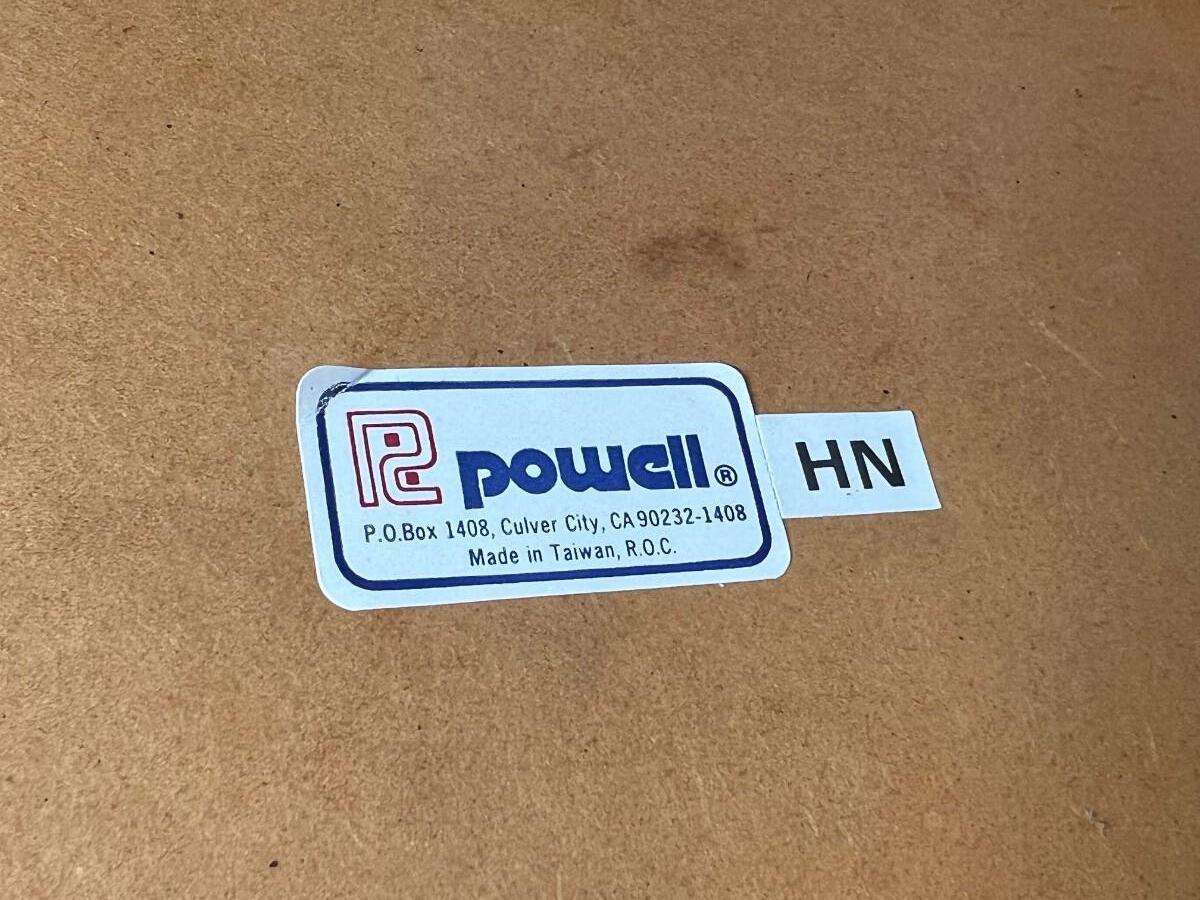 powell®
P.O.Box 1408, Culver City, CA 90232-1408
Made in Taiwan, R.O.C.
HN